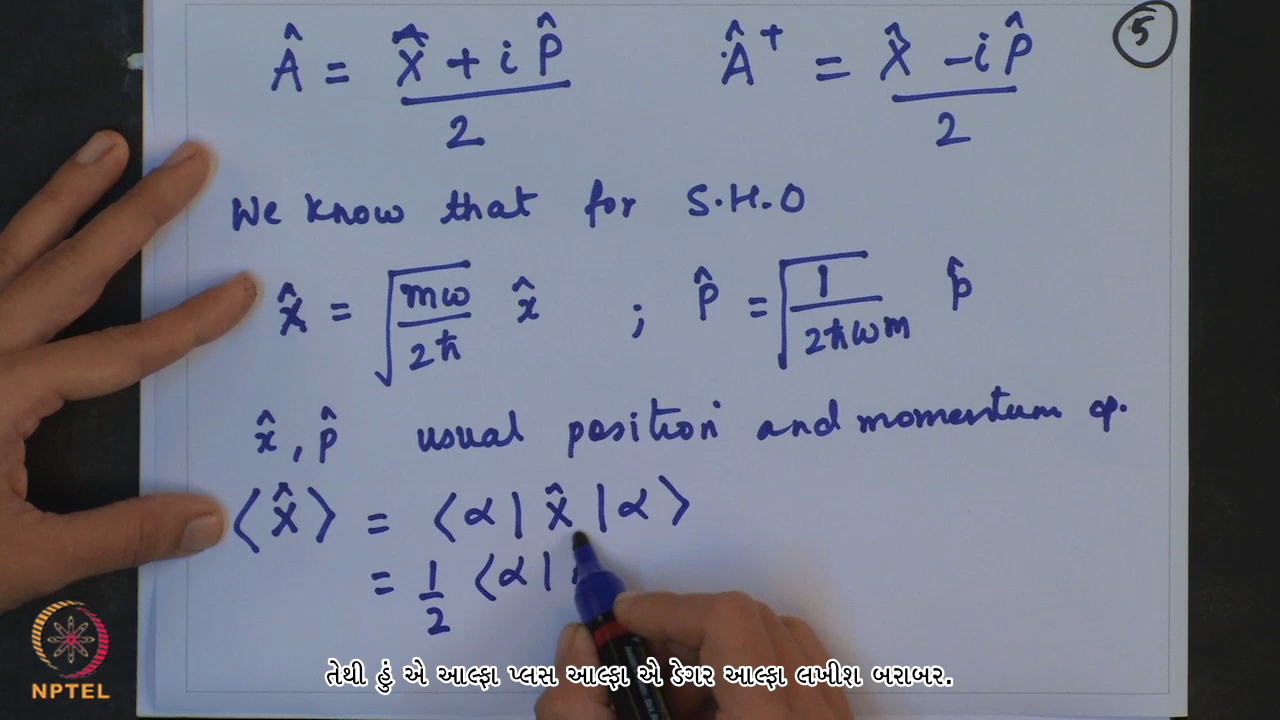 Â = X̂ + i P̂ / 2    Â† = X̂ - i P̂ / 2    5
We know that for S.H.O
X̂ = √(mω / 2ħ) x̂ ; P̂ = √(1 / 2ħωm) p̂
x̂, p̂ usual position and momentum op.
⟨X̂⟩ = ⟨α| X̂ |α⟩
= 1/2 ⟨α|
તેથી હું એ આલ્ફા પ્લસ આલ્ફા એ ડેગર આલ્ફા લખીશ બરાબર.
NPTEL